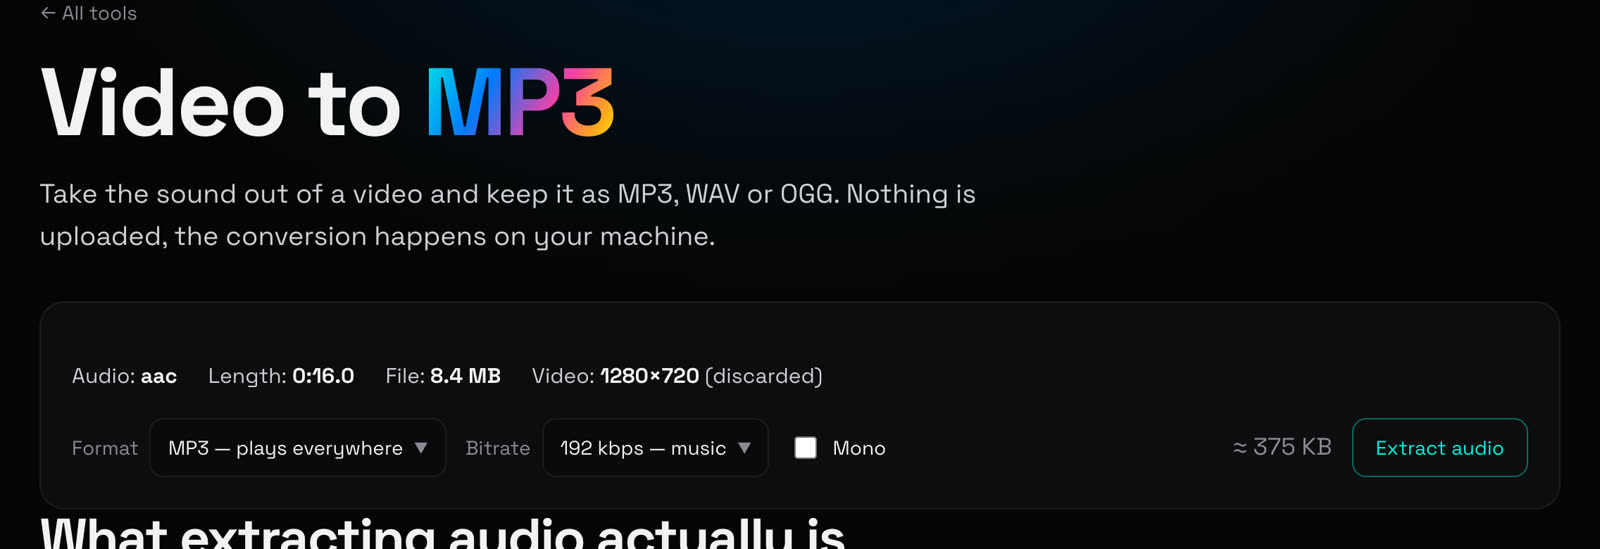 ← All tools
Video to MP3
Take the sound out of a video and keep it as MP3, WAV or OGG. Nothing is
uploaded, the conversion happens on your machine.
Audio: aac Length: 0:16.0 File: 8.4 MB Video: 1280×720 (discarded)
Format MP3 — plays everywhere ▼ Bitrate 192 kbps — music ▼ Mono ≈ 375 KB Extract audio
What extracting audio actually is